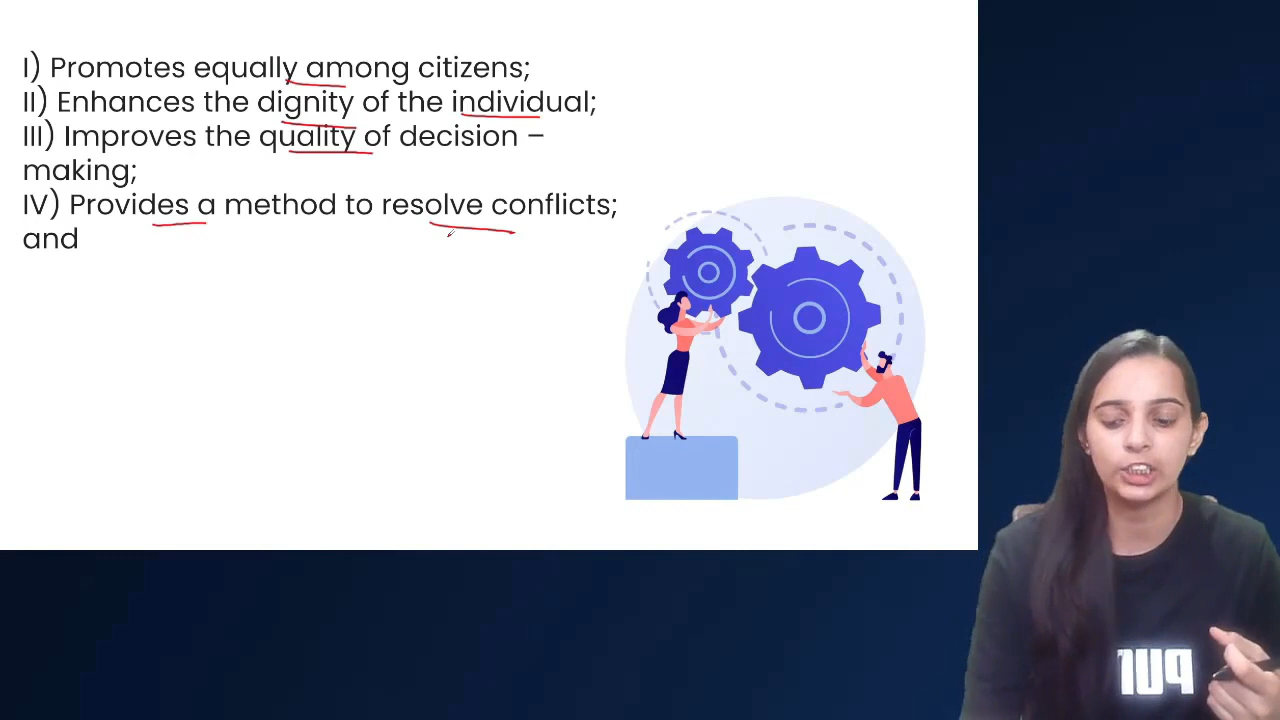 I) Promotes equally among citizens;
II) Enhances the dignity of the individual;
III) Improves the quality of decision –
making;
IV) Provides a method to resolve conflicts;
and